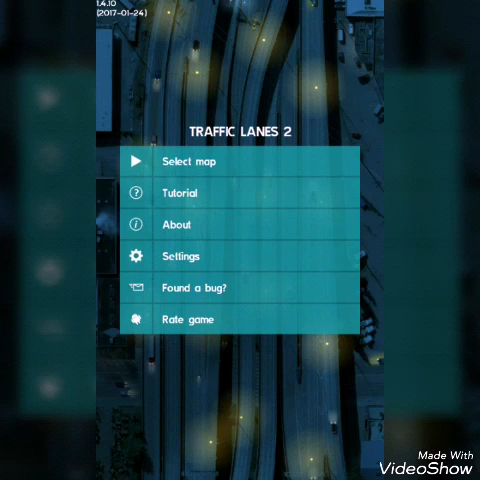 1.4.10
(2017-01-24)
TRAFFIC LANES 2
Select map
Tutorial
About
Settings
Found a bug?
Rate game
Made With
VideoShow